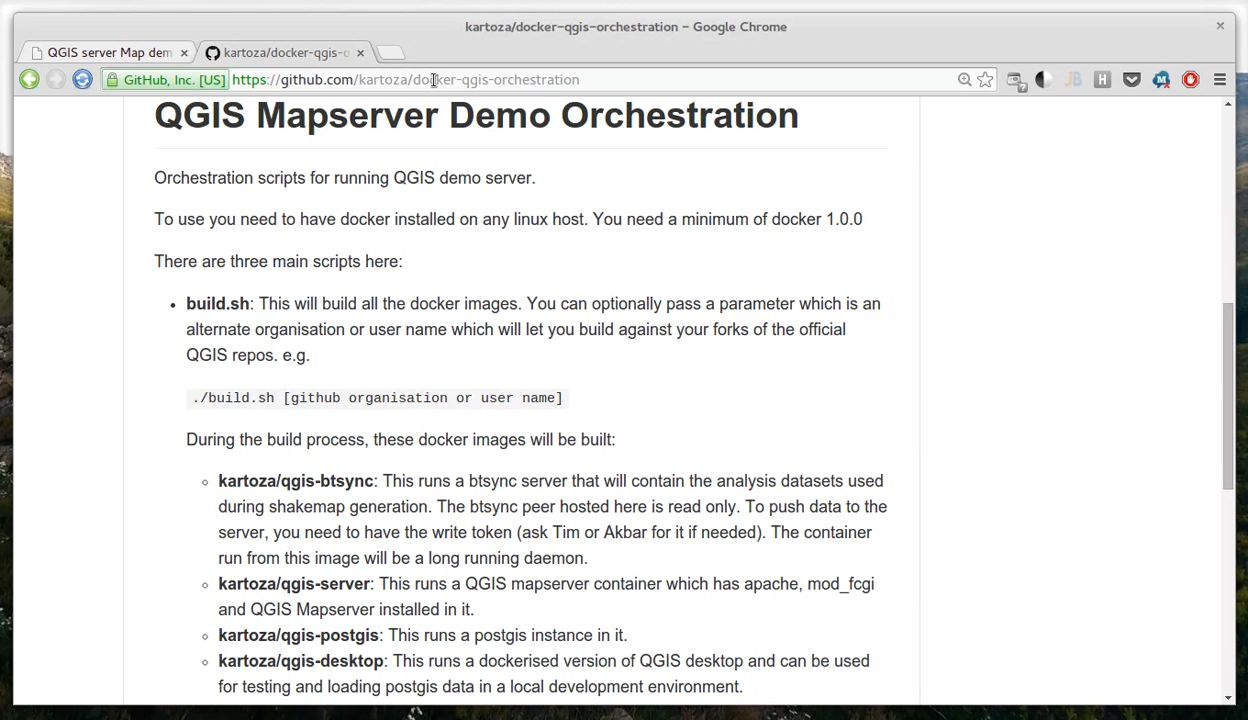 kartoza/docker-qgis-orchestration - Google Chrome
QGIS server Map dem
kartoza/docker-qgis-o
GitHub, Inc. [US] https://github.com/kartoza/docker-qgis-orchestration
QGIS Mapserver Demo Orchestration
Orchestration scripts for running QGIS demo server.
To use you need to have docker installed on any linux host. You need a minimum of docker 1.0.0
There are three main scripts here:
build.sh: This will build all the docker images. You can optionally pass a parameter which is an
alternate organisation or user name which will let you build against your forks of the official
QGIS repos. e.g.
./build.sh [github organisation or user name]
During the build process, these docker images will be built:
kartoza/qgis-btsync: This runs a btsync server that will contain the analysis datasets used
during shakemap generation. The btsync peer hosted here is read only. To push data to the
server, you need to have the write token (ask Tim or Akbar for it if needed). The container
run from this image will be a long running daemon.
kartoza/qgis-server: This runs a QGIS mapserver container which has apache, mod_fcgi
and QGIS Mapserver installed in it.
kartoza/qgis-postgis: This runs a postgis instance in it.
kartoza/qgis-desktop: This runs a dockerised version of QGIS desktop and can be used
for testing and loading postgis data in a local development environment.